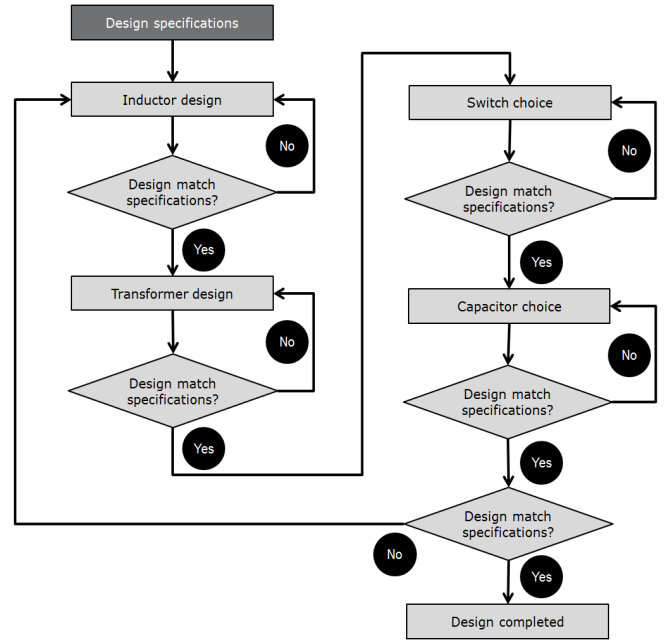 Design specifications
Inductor design
No
Design match
specifications?
Yes
Transformer design
No
Design match
specifications?
Yes
Switch choice
No
Design match
specifications?
Yes
Capacitor choice
No
Design match
specifications?
Yes
Design match
specifications?
No
Yes
Design completed